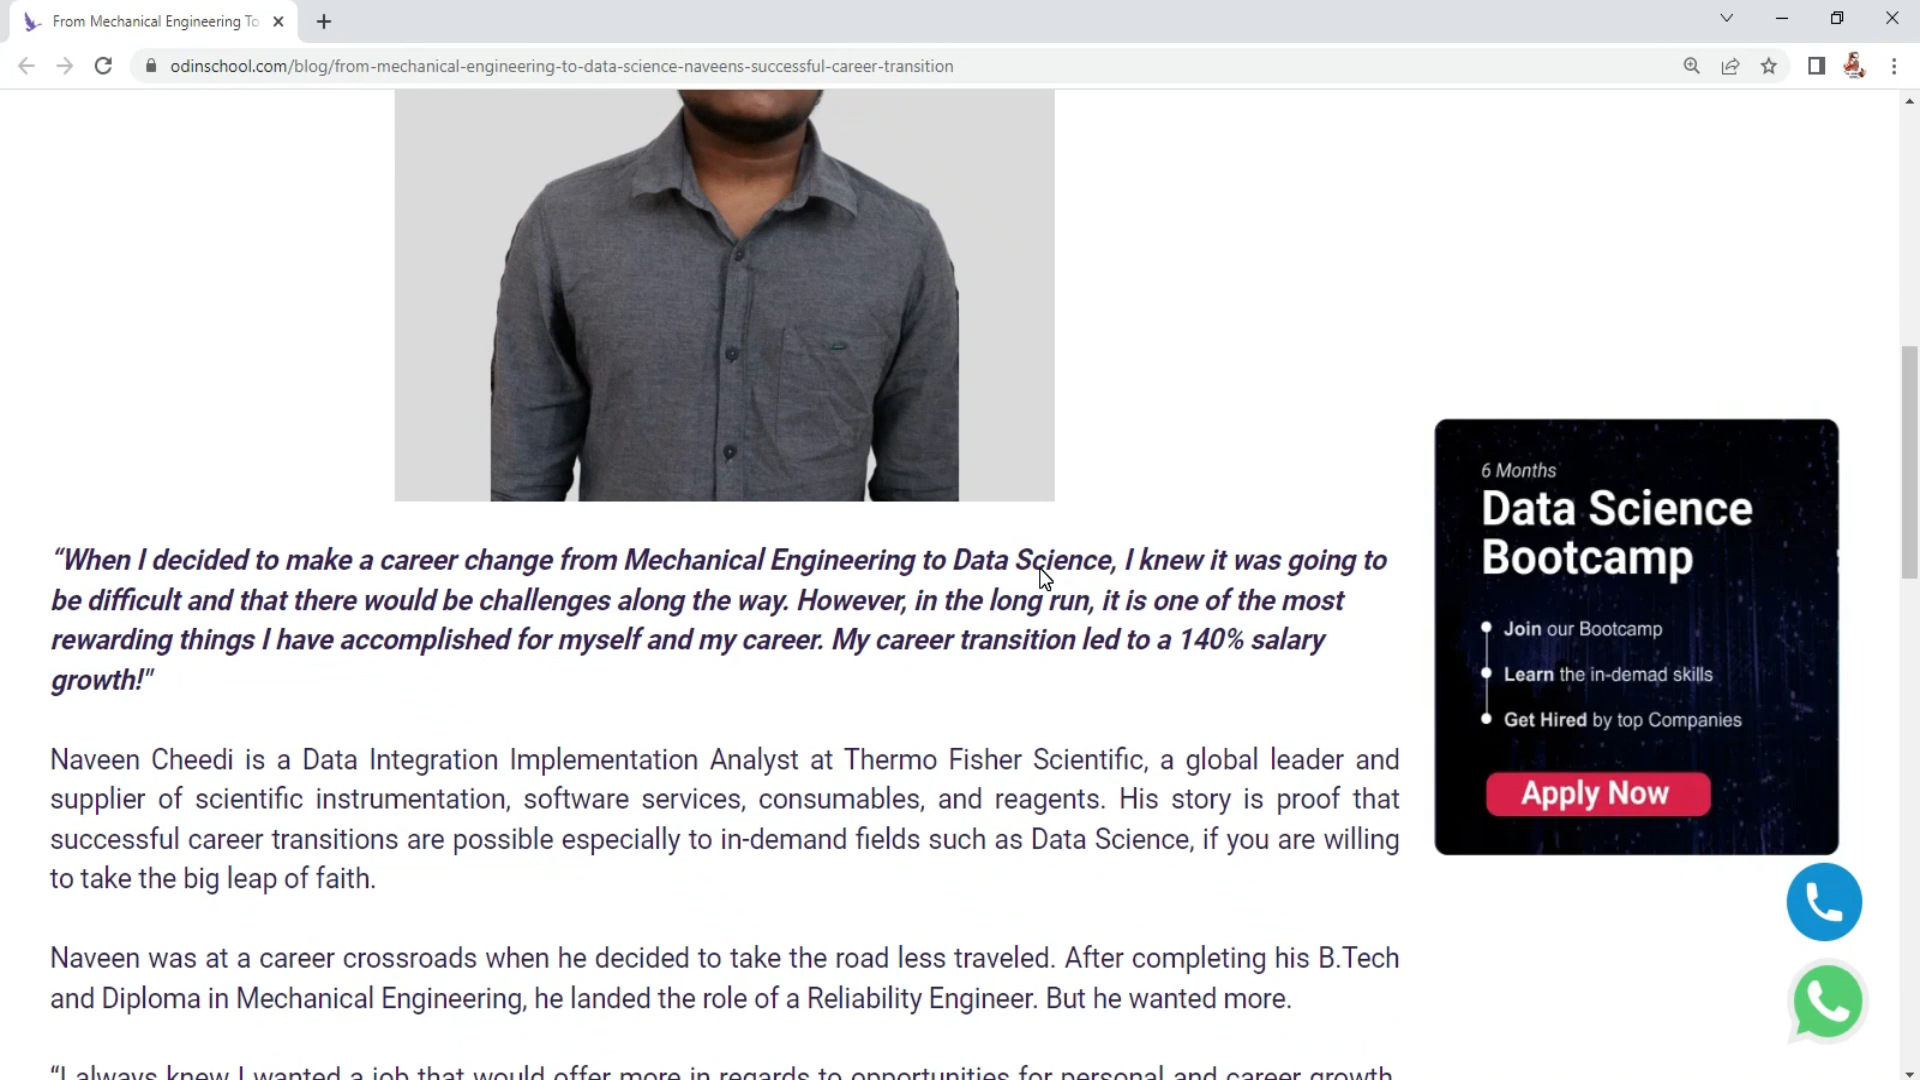 From Mechanical Engineering To
odinschool.com/blog/from-mechanical-engineering-to-data-science-naveens-successful-career-transition
“When I decided to make a career change from Mechanical Engineering to Data Science, I knew it was going to
be difficult and that there would be challenges along the way. However, in the long run, it is one of the most
rewarding things I have accomplished for myself and my career. My career transition led to a 140% salary
growth!"
Naveen Cheedi is a Data Integration Implementation Analyst at Thermo Fisher Scientific, a global leader and
supplier of scientific instrumentation, software services, consumables, and reagents. His story is proof that
successful career transitions are possible especially to in-demand fields such as Data Science, if you are willing
to take the big leap of faith.
Naveen was at a career crossroads when he decided to take the road less traveled. After completing his B.Tech
and Diploma in Mechanical Engineering, he landed the role of a Reliability Engineer. But he wanted more.
“I always knew I wanted a job that would offer more in regards to opportunities for personal and career growth.
6 Months
Data Science
Bootcamp
Join our Bootcamp
Learn the in-demad skills
Get Hired by top Companies
Apply Now